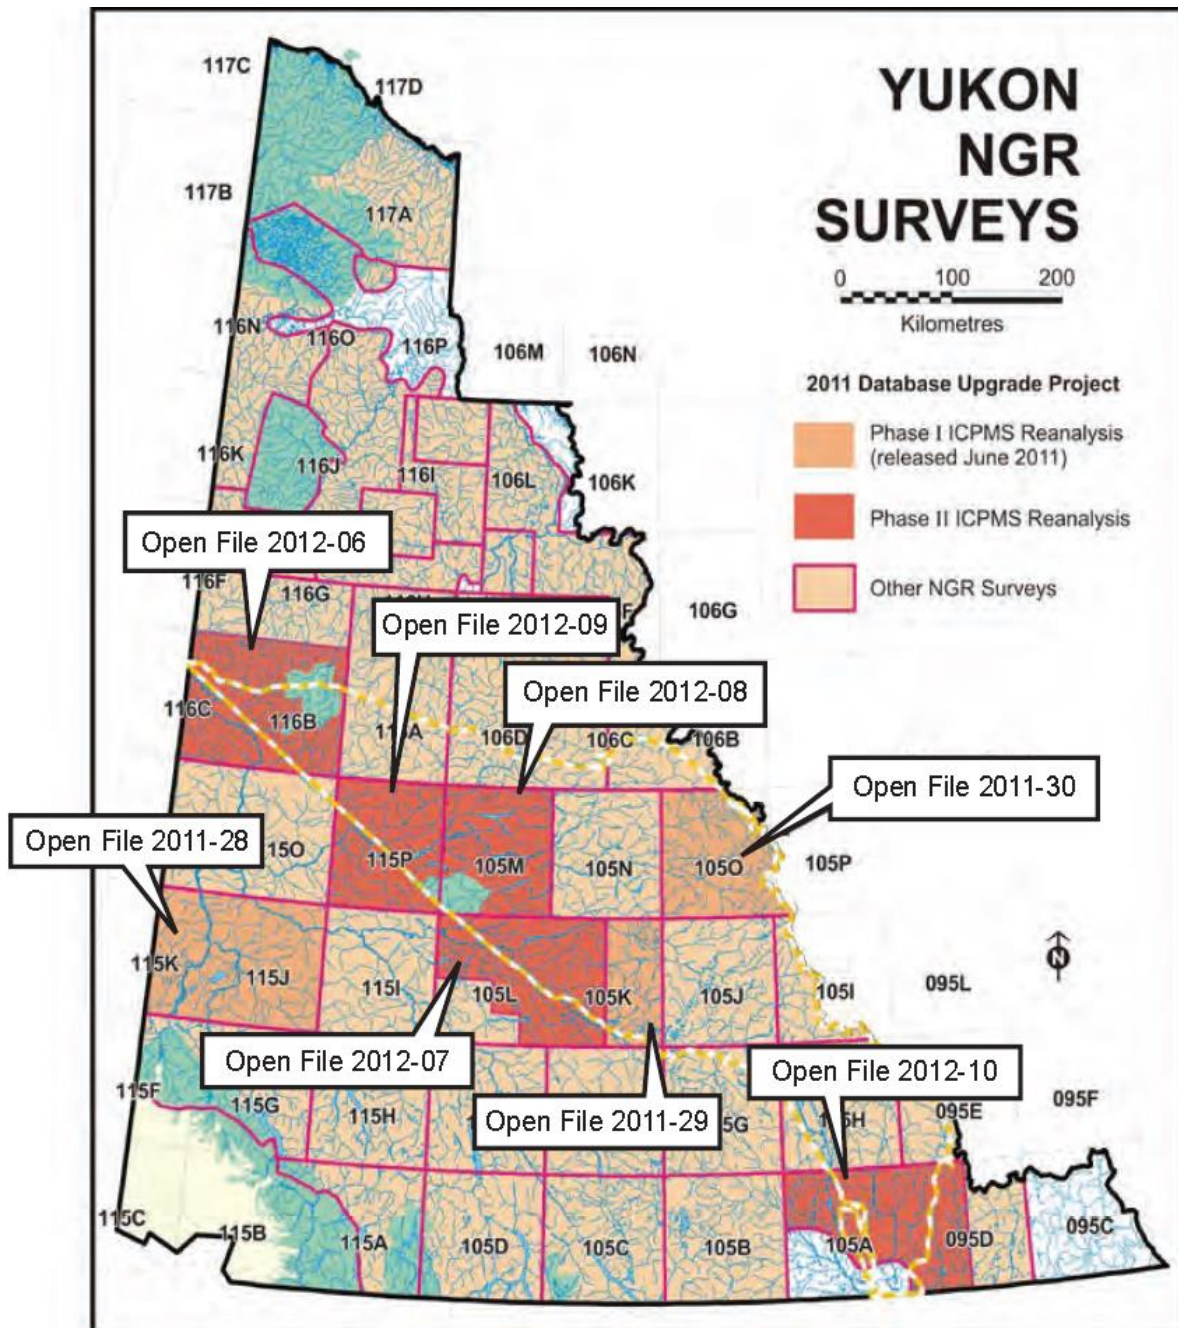 117C
117D
YUKON
NGR
SURVEYS
117B
117A
0 100 200
Kilometres
116N
116O
116P
106M
106N
2011 Database Upgrade Project
Phase I ICPMS Reanalysis
(released June 2011)
116K
116J
116I
106L
106K
Phase II ICPMS Reanalysis
Open File 2012-06
116F
116G
Other NGR Surveys
106G
Open File 2012-09
Open File 2012-08
116C
116B
106D
106C
106B
Open File 2011-30
Open File 2011-28
115P
105M
105N
105O
105P
115K
115J
115I
105L
105K
105J
105I
095L
N
Open File 2012-07
Open File 2012-10
115F
115G
115H
Open File 2011-29
095E
095F
115C
115B
115A
105D
105C
105B
105A
095D
095C